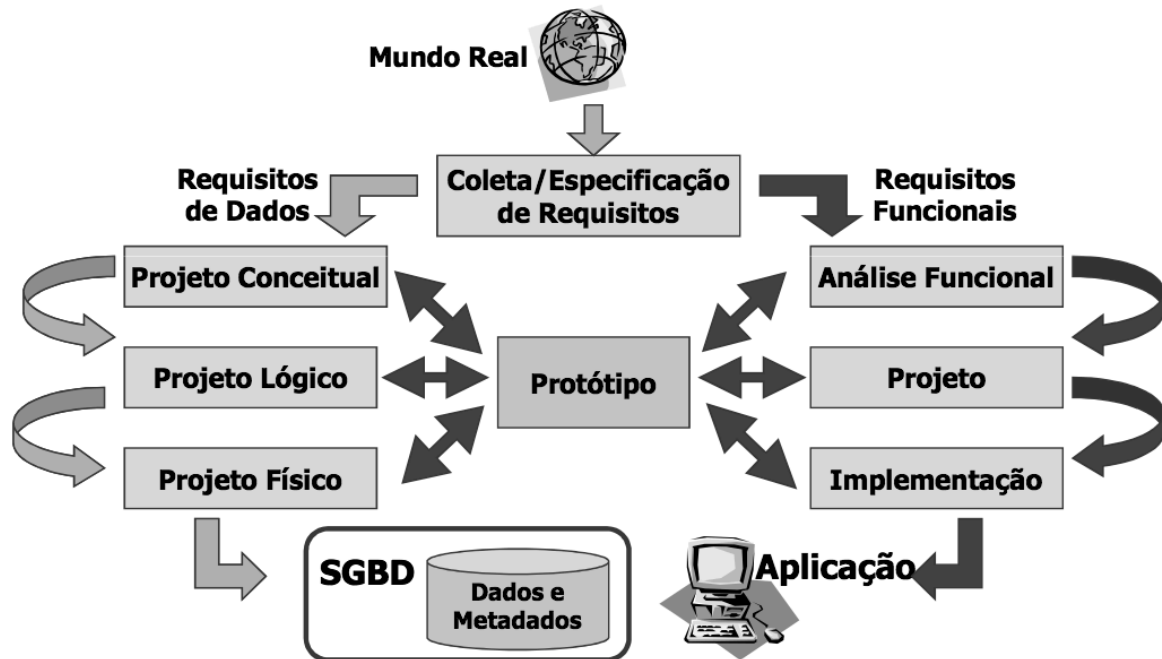 Mundo Real
Coleta/Especificação
de Requisitos
Requisitos
de Dados
Requisitos
Funcionais
Projeto Conceitual
Análise Funcional
Projeto Lógico
Protótipo
Projeto
Projeto Físico
Implementação
SGBD
Dados e
Metadados
Aplicação